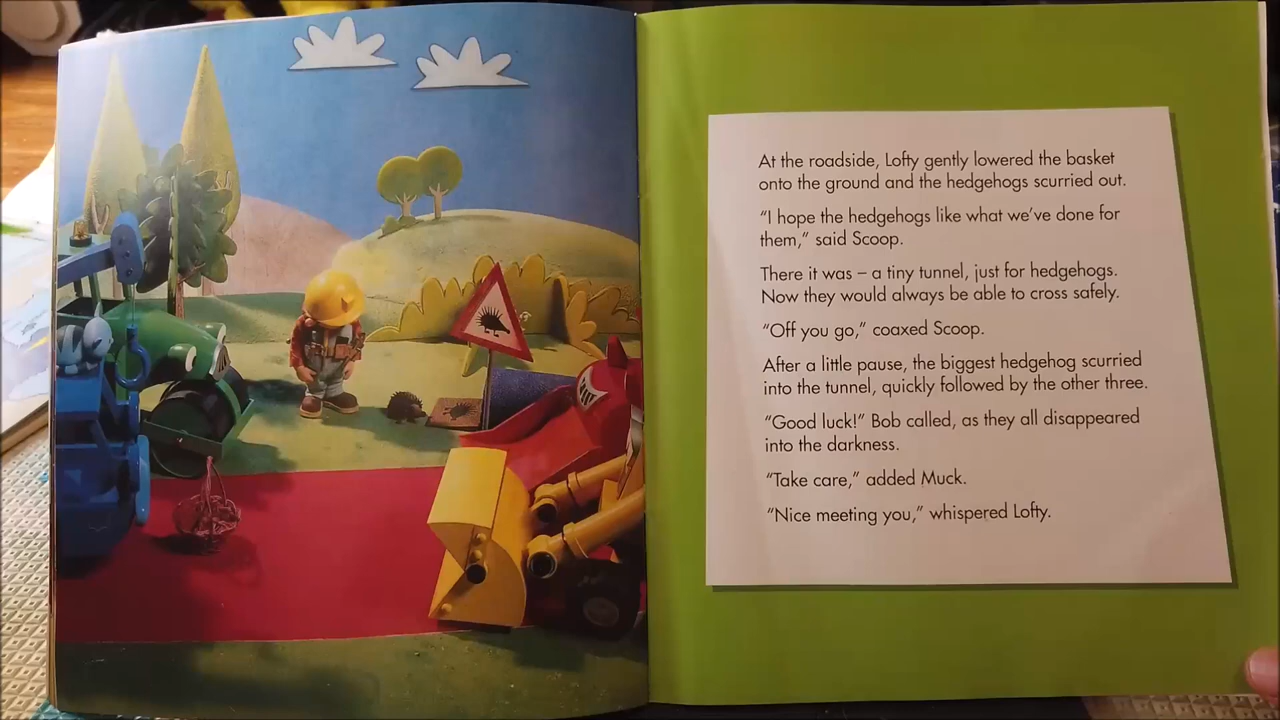 At the roadside, Lofty gently lowered the basket
onto the ground and the hedgehogs scurried out.
“I hope the hedgehogs like what we’ve done for
them,” said Scoop.
There it was – a tiny tunnel, just for hedgehogs.
Now they would always be able to cross safely.
“Off you go,” coaxed Scoop.
After a little pause, the biggest hedgehog scurried
into the tunnel, quickly followed by the other three.
“Good luck!” Bob called, as they all disappeared
into the darkness.
“Take care,” added Muck.
“Nice meeting you,” whispered Lofty.